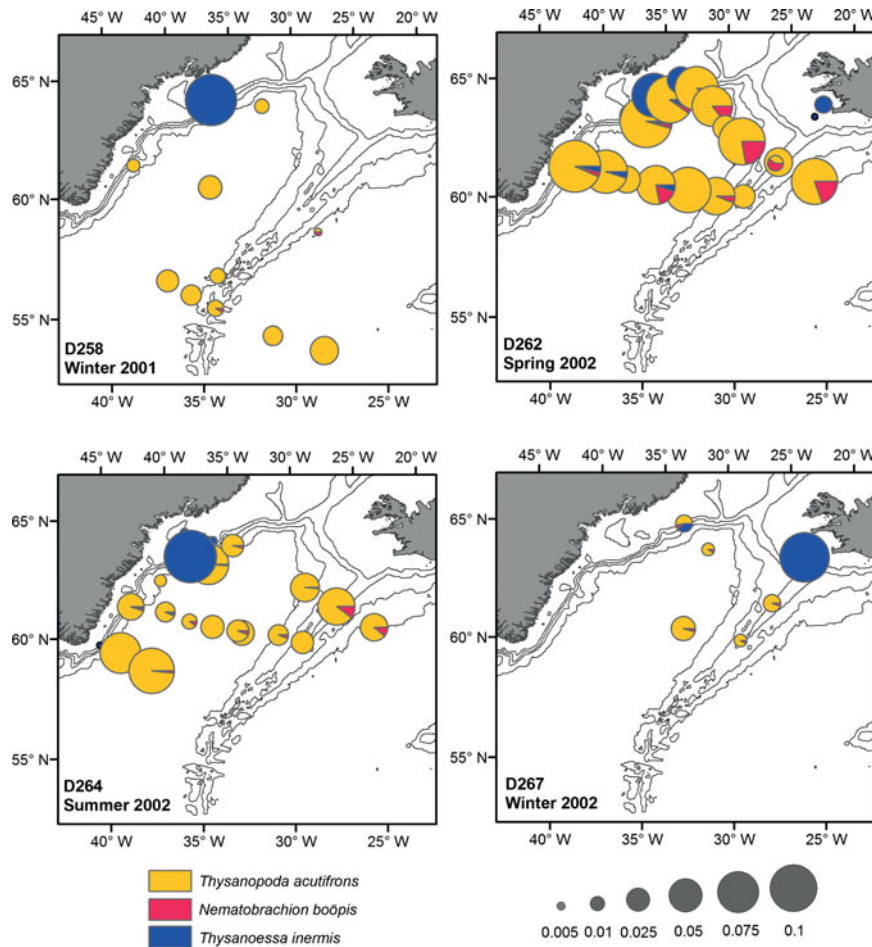 45° W 40° W 35° W 30° W 25° W 20° W
65° N
60° N
55° N
D258
Winter 2001
40° W 35° W 30° W 25° W
45° W 40° W 35° W 30° W 25° W 20° W
65° N
60° N
55° N
D262
Spring 2002
40° W 35° W 30° W 25° W
45° W 40° W 35° W 30° W 25° W 20° W
65° N
60° N
55° N
D264
Summer 2002
40° W 35° W 30° W 25° W
45° W 40° W 35° W 30° W 25° W 20° W
65° N
60° N
55° N
D267
Winter 2002
40° W 35° W 30° W 25° W
Thysanopoda acutifrons
Nematobrachion boöpis
Thysanoessa inermis
0.005 0.01 0.025 0.05 0.075 0.1